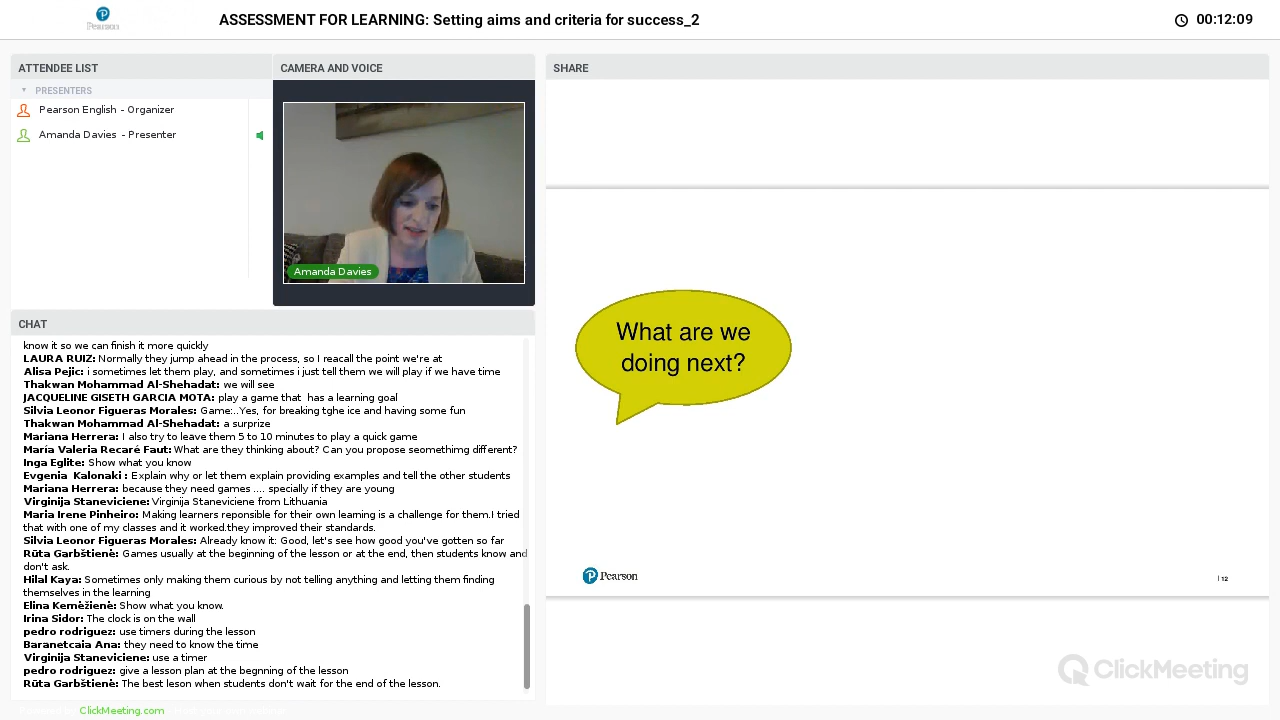 Pearson
ASSESSMENT FOR LEARNING: Setting aims and criteria for success_2
00:12:09
ATTENDEE LIST
PRESENTERS
Pearson English - Organizer
Amanda Davies - Presenter
CAMERA AND VOICE
Amanda Davies
CHAT
know it so we can finish it more quickly
LAURA RUIZ: Normally they jump ahead in the process, so I reacall the point we're at
Alisa Pejic: i sometimes let them play, and sometimes i just tell them we will play if we have time
Thakwan Mohammad Al-Shehadat: we will see
JACQUELINE GISETH GARCIA MOTA: play a game that has a learning goal
Silvia Leonor Figueras Morales: Game:..Yes, for breaking tghe ice and having some fun
Thakwan Mohammad Al-Shehadat: a surprize
Mariana Herrera: I also try to leave them 5 to 10 minutes to play a quick game
María Valeria Recaré Faut: What are they thinking about? Can you propose seomethimg different?
Inga Eglite: Show what you know
Evgenia Kalonaki : Explain why or let them explain providing examples and tell the other students
Mariana Herrera: because they need games .... specially if they are young
Virginija Staneviciene: Virginija Staneviciene from Lithuania
Maria Irene Pinheiro: Making learners reponsible for their own learning is a challenge for them.I tried
that with one of my classes and it worked.they improved their standards.
Silvia Leonor Figueras Morales: Already know it: Good, let's see how good you've gotten so far
Rūta Garbštienė: Games usually at the beginning of the lesson or at the end, then students know and
don't ask.
Hilal Kaya: Sometimes only making them curious by not telling anything and letting them finding
themselves in the learning
Elina Kernėžienė: Show what you know.
Irina Sidor: The clock is on the wall
pedro rodriguez: use timers during the lesson
Baranetcaia Ana: they need to know the time
Virginija Staneviciene: use a timer
pedro rodriguez: give a lesson plan at the begnning of the lesson
Rūta Garbštienė: The best leson when students don't wait for the end of the lesson.
ClickMeeting.com
SHARE
What are we
doing next?
Pearson
12
ClickMeeting